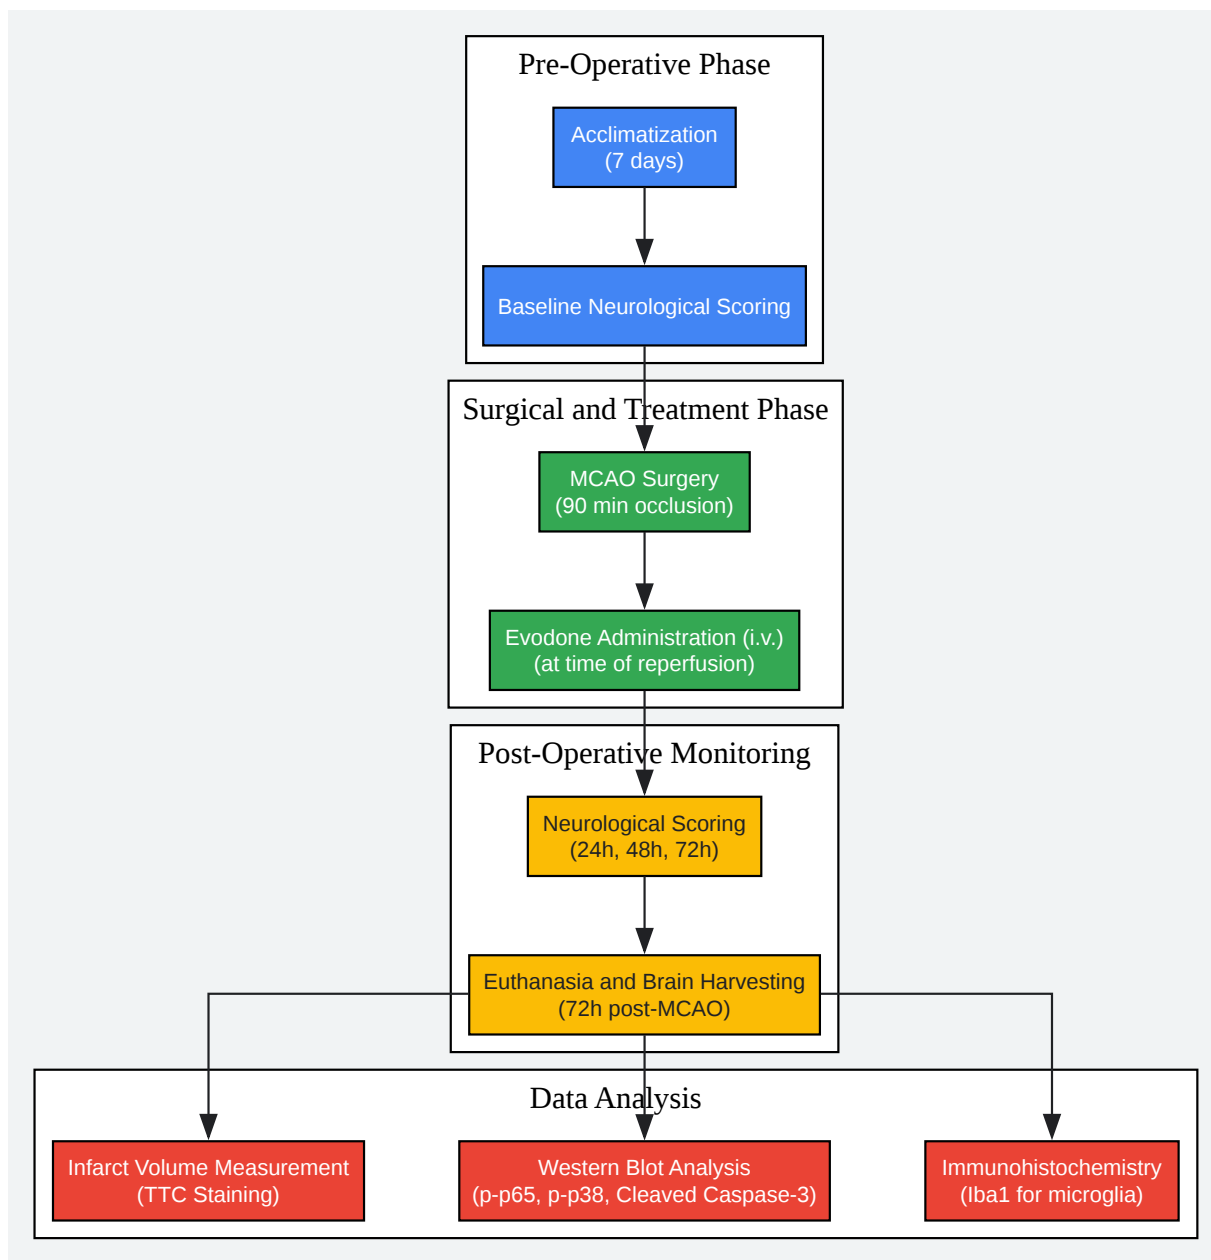 Pre-Operative Phase
Acclimatization
(7 days)
Baseline Neurological Scoring
Surgical and Treatment Phase
MCAO Surgery
(90 min occlusion)
Evodone Administration (i.v.)
(at time of reperfusion)
Post-Operative Monitoring
Neurological Scoring
(24h, 48h, 72h)
Euthanasia and Brain Harvesting
(72h post-MCAO)
Data Analysis
Infarct Volume Measurement
(TTC Staining)
Western Blot Analysis
(p-p65, p-p38, Cleaved Caspase-3)
Immunohistochemistry
(Iba1 for microglia)